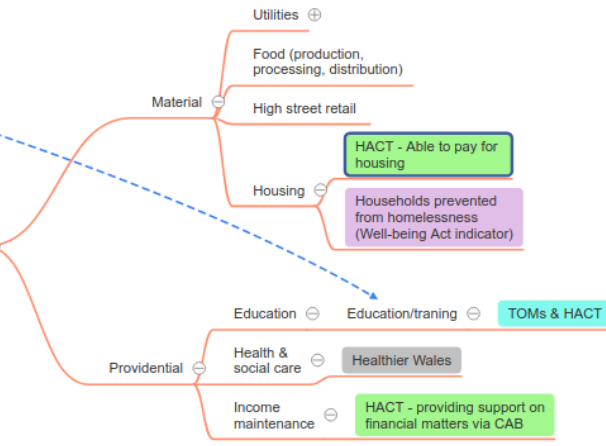 Utilities
Food (production,
processing, distribution)
Material
High street retail
HACT - Able to pay for
housing
Housing
Households prevented
from homelessness
(Well-being Act indicator)
Education
Education/traning
TOMs & HACT
Providential
Health &
social care
Healthier Wales
Income
maintenance
HACT - providing support on
financial matters via CAB